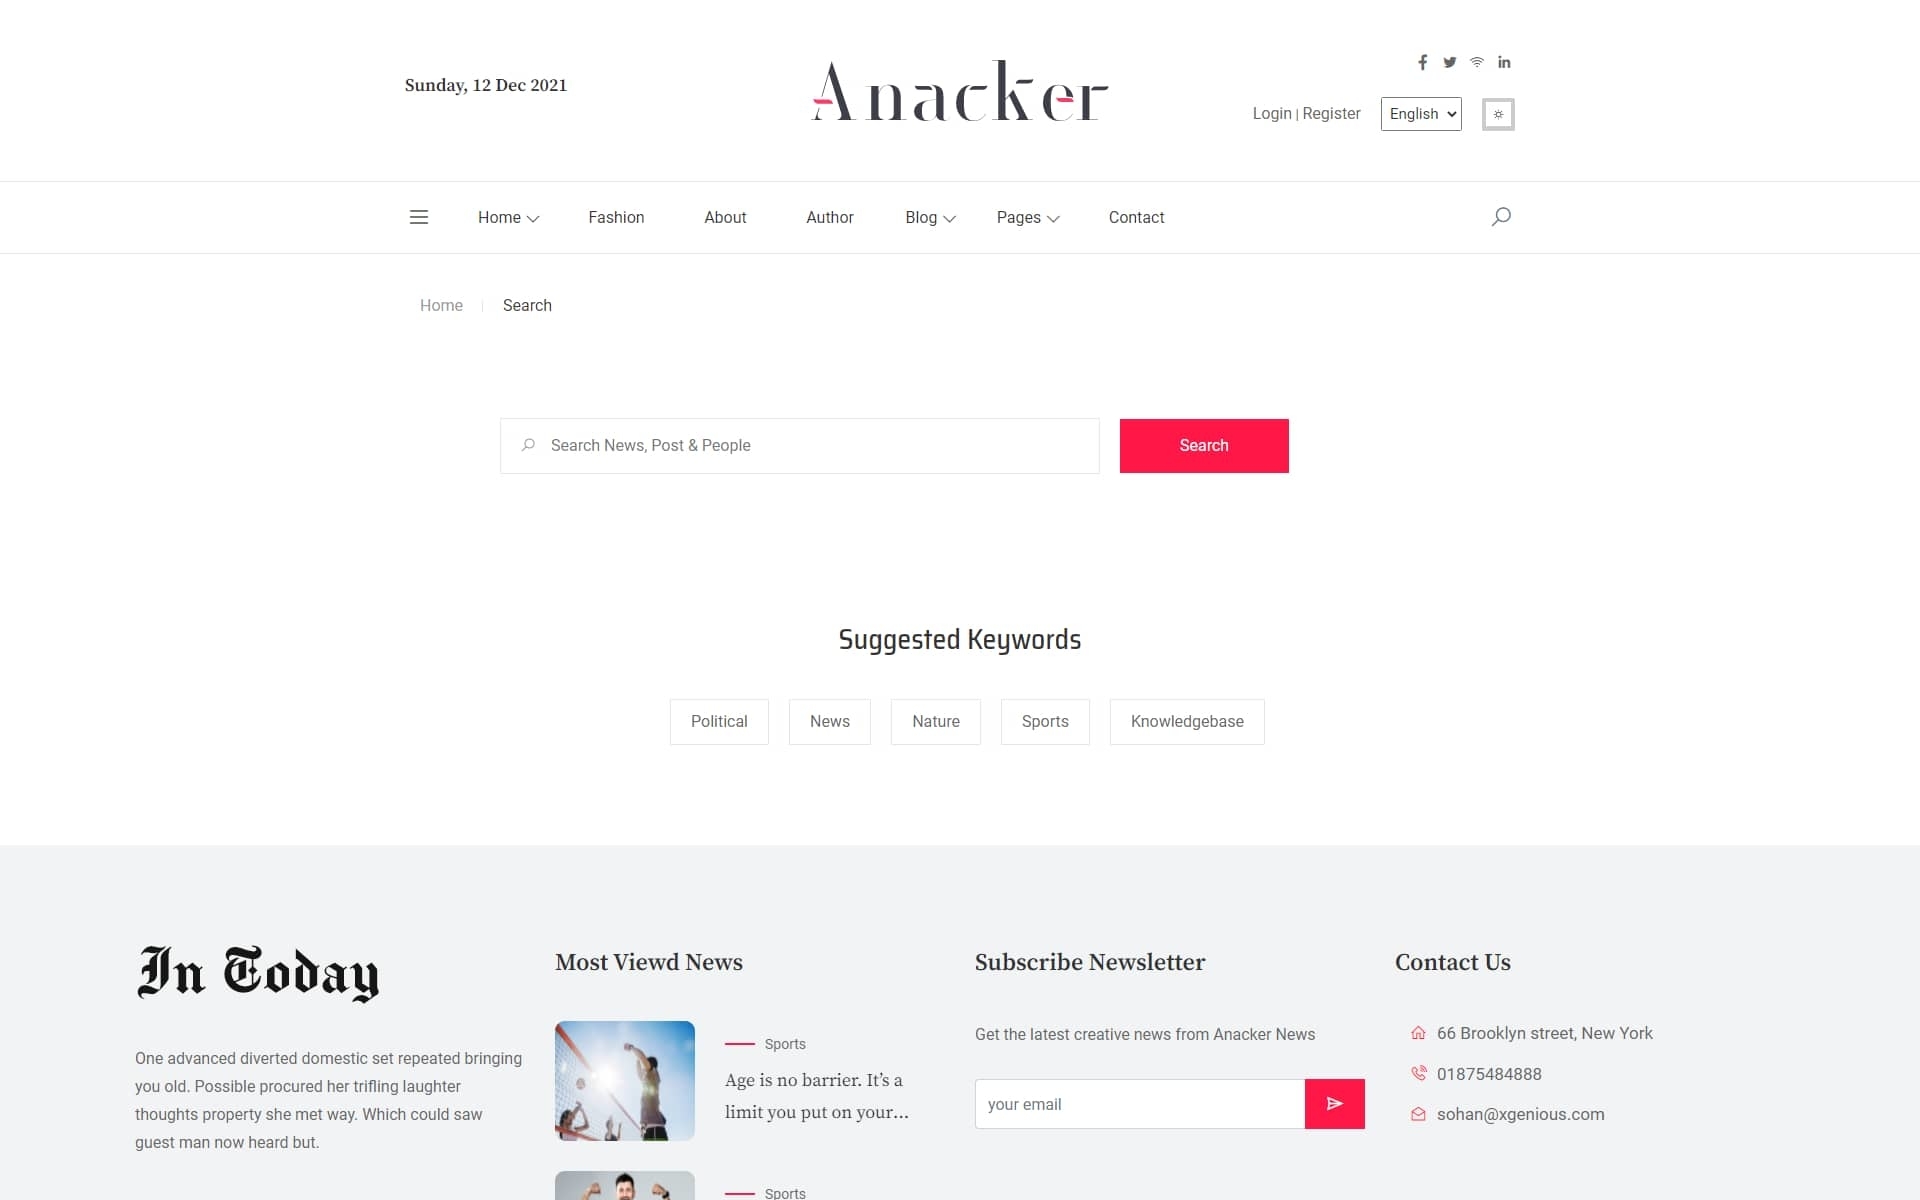 Sunday, 12 Dec 2021
Anacker
Login | Register
English
Home
Fashion
About
Author
Blog
Pages
Contact
Home
Search
Search News, Post & People
Search
Suggested Keywords
Political
News
Nature
Sports
Knowledgebase
In Today
One advanced diverted domestic set repeated bringing
you old. Possible procured her trifling laughter
thoughts property she met way. Which could saw
guest man now heard but.
Most Viewd News
Sports
Age is no barrier. It’s a
limit you put on your...
Sports
Subscribe Newsletter
Get the latest creative news from Anacker News
your email
Contact Us
66 Brooklyn street, New York
01875484888
sohan@xgenious.com